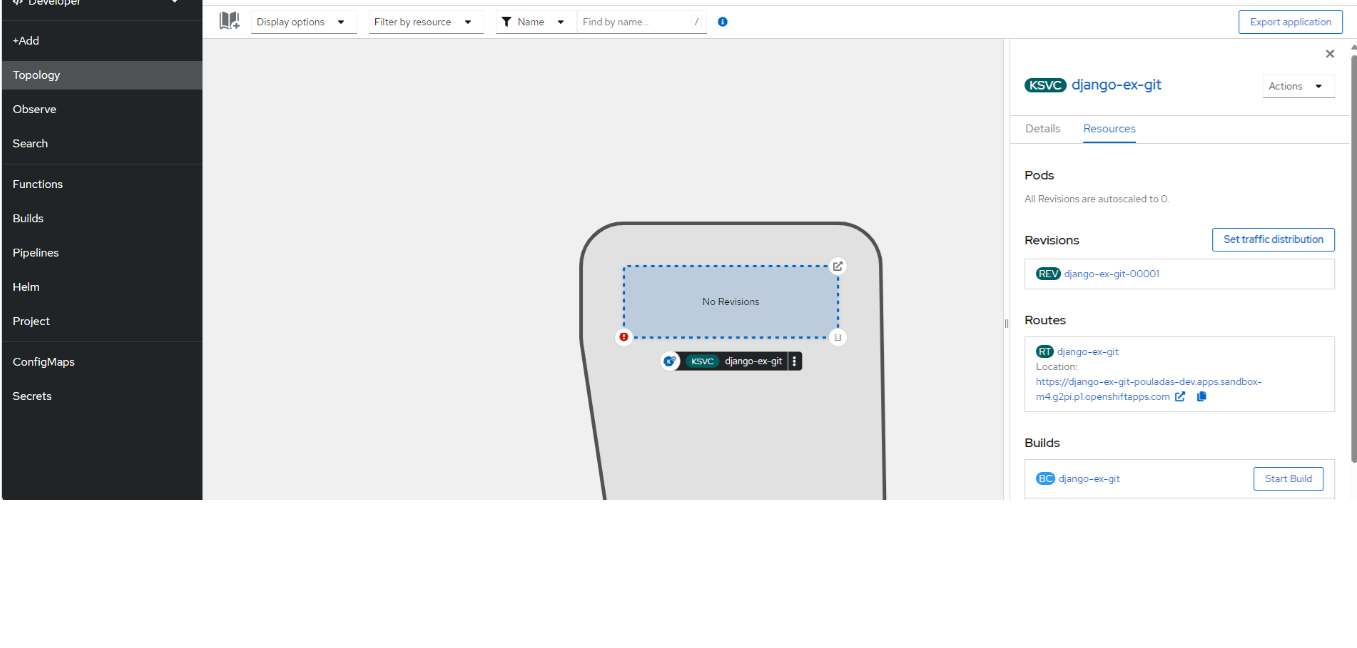 Developer
+Add
Topology
Observe
Search
Functions
Builds
Pipelines
Helm
Project
ConfigMaps
Secrets
Display options
Filter by resource
Name
Find by name...
/
Export application
No Revisions
KSVC django-ex-git
KSVC django-ex-git
Actions
Details
Resources
Pods
All Revisions are autoscaled to 0.
Revisions
Set traffic distribution
REV django-ex-git-00001
Routes
RT django-ex-git
Location:
https://django-ex-git-pouladas-dev.apps.sandbox-
m4.g2pi.p1.openshiftapps.com
Builds
BC django-ex-git
Start Build